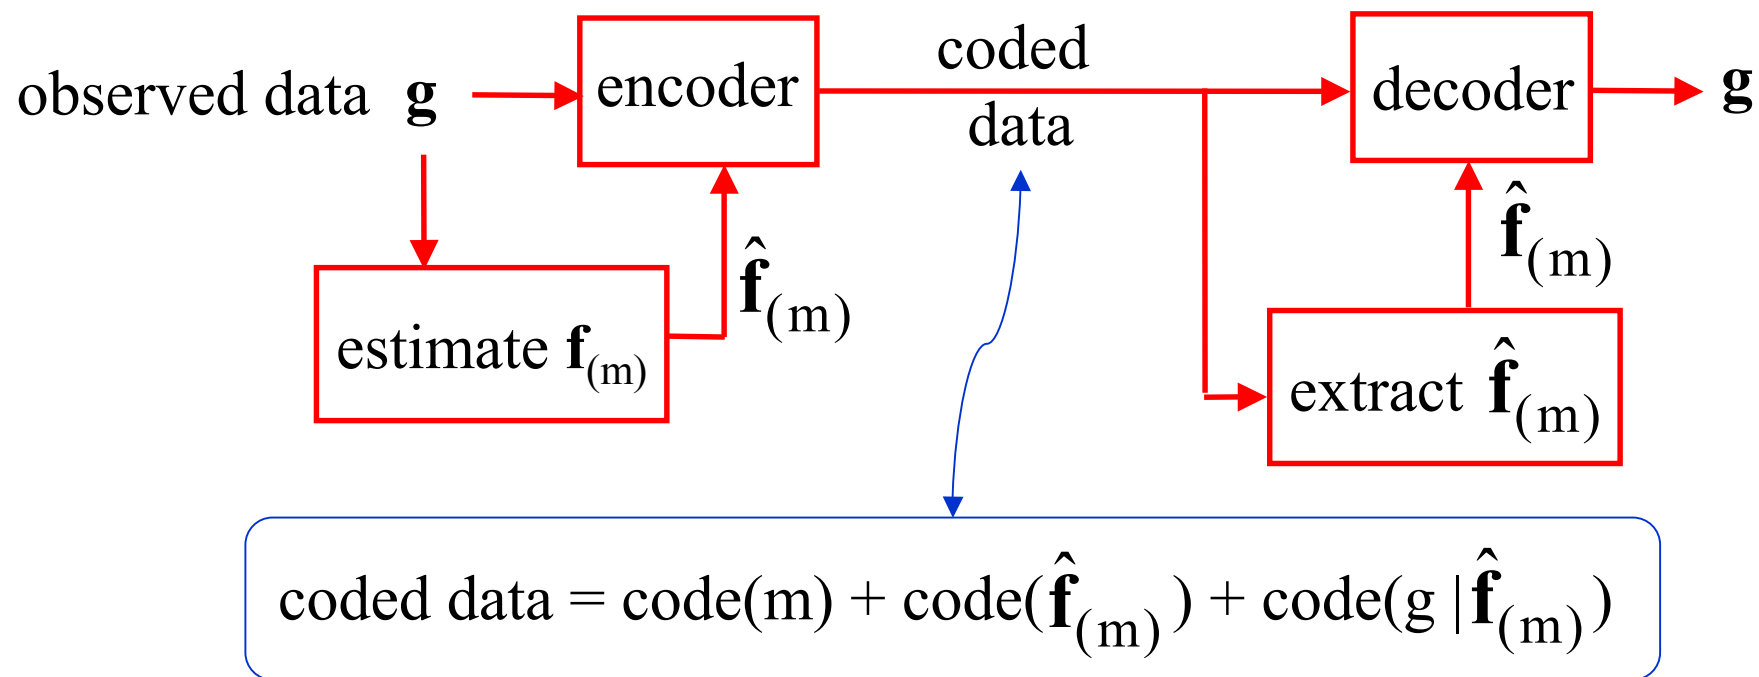 observed data g
encoder
coded
data
decoder
g
estimate f(m)
f̂(m)
f̂(m)
extract f̂(m)
coded data = code(m) + code(f̂(m)) + code(g | f̂(m))